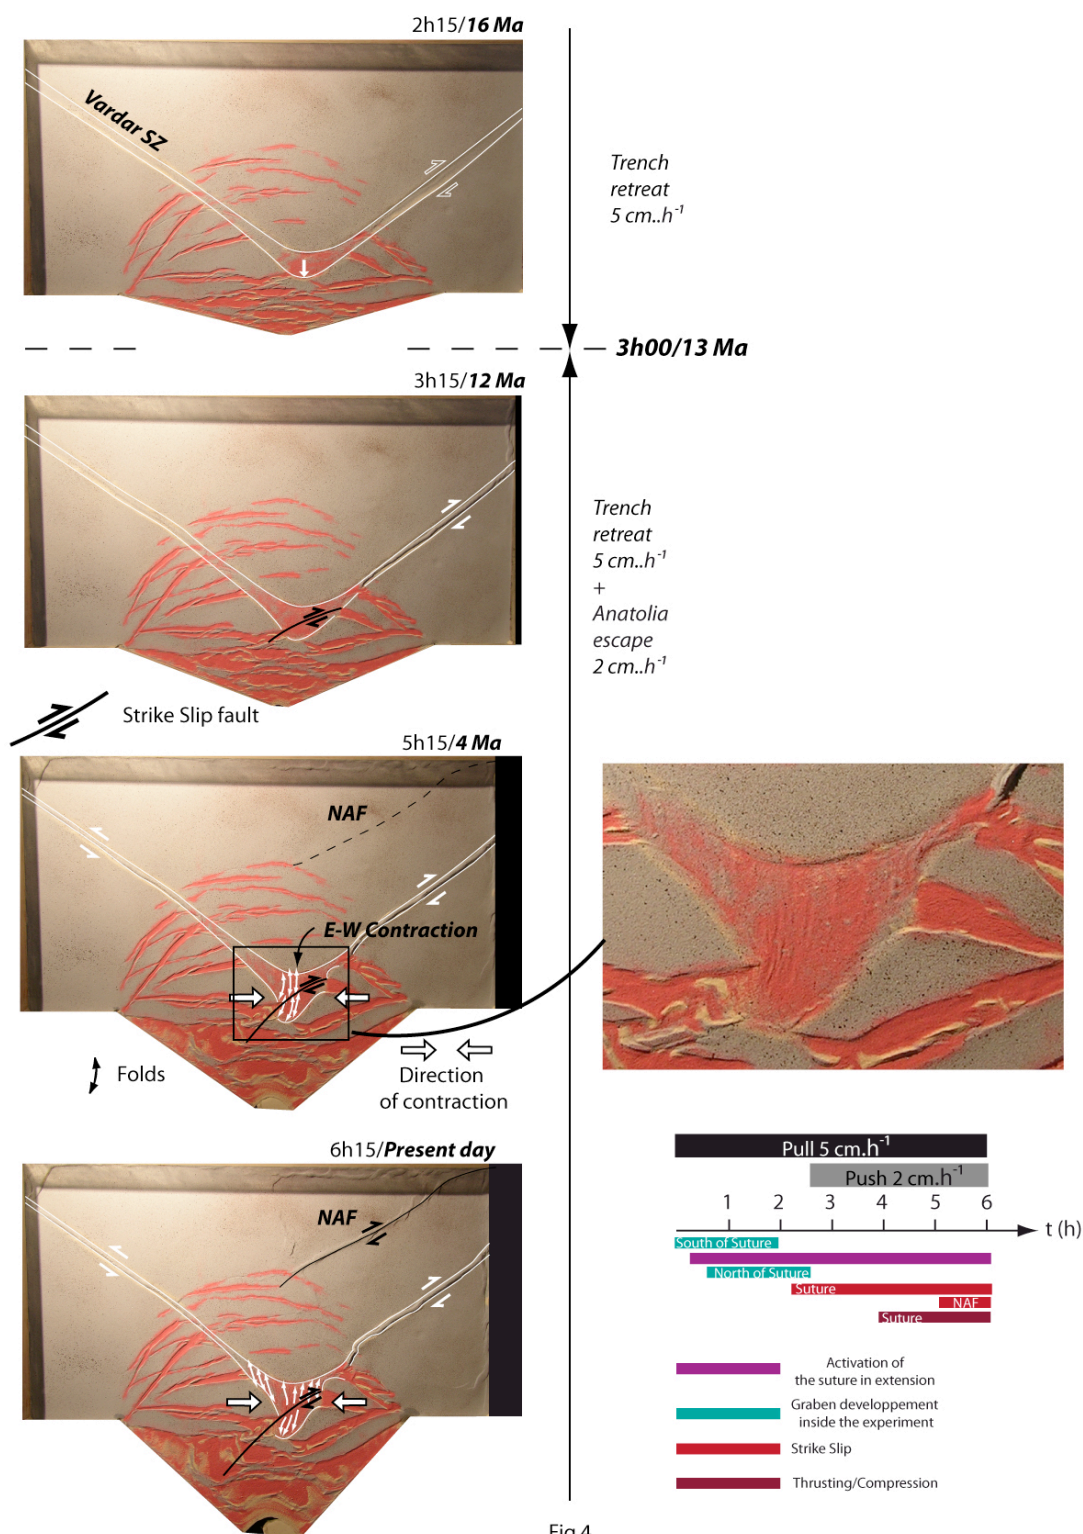 2h15/16 Ma
Vardar SZ
Trench
retreat
5 cm..h-1
3h00/13 Ma
3h15/12 Ma
Trench
retreat
5 cm..h-1
+
Anatolia
escape
2 cm..h-1
Strike Slip fault
5h15/4 Ma
NAF
E-W Contraction
Folds
Direction
of contraction
6h15/Present day
NAF
Pull 5 cm.h-1
Push 2 cm.h-1
1 2 3 4 5 6
t (h)
South of Suture
North of Suture
Suture
NAF
Suture
Activation of
the suture in extension
Graben developpement
inside the experiment
Strike Slip
Thrusting/Compression
Fig 4